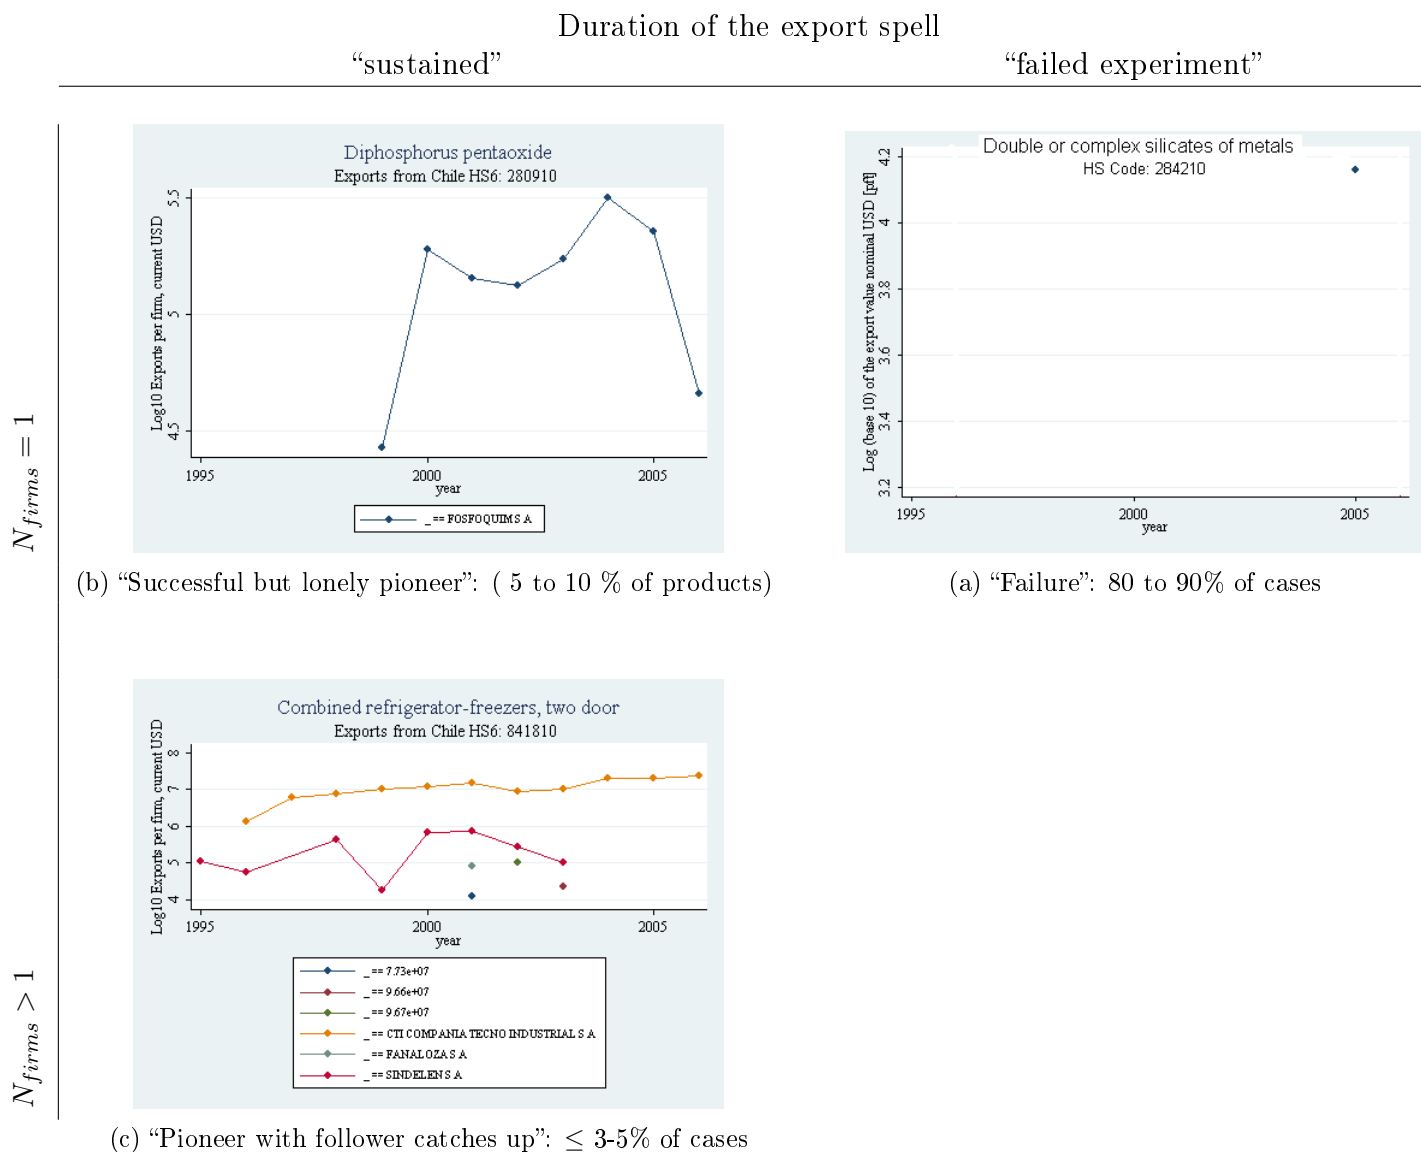 Duration of the export spell
“sustained”
“failed experiment”
N_firms = 1
Diphosphorus pentaoxide
Exports from Chile HS6: 280910
Log10 Exports per firm, current USD
5.5
5
4.5
1995 2000 2005
year
_ == FOSFOQUIM S A
(b) “Successful but lonely pioneer”: ( 5 to 10 % of products)
Double or complex silicates of metals
HS Code: 284210
Log (base 10) of the export value nominal USD [pfl]
4.2
4
3.8
3.6
3.4
3.2
1995 2000 2005
year
(a) “Failure”: 80 to 90% of cases
N_firms > 1
Combined refrigerator-freezers, two door
Exports from Chile HS6: 841810
Log10 Exports per firm, current USD
8
7
6
5
4
1995 2000 2005
year
_ == 7.73e+07
_ == 9.66e+07
_ == 9.67e+07
_ == CTI COMPANIA TECNO INDUSTRIAL S A
_ == FANALOZA S A
_ == SINDELEN S A
(c) “Pioneer with follower catches up”: ≤ 3-5% of cases